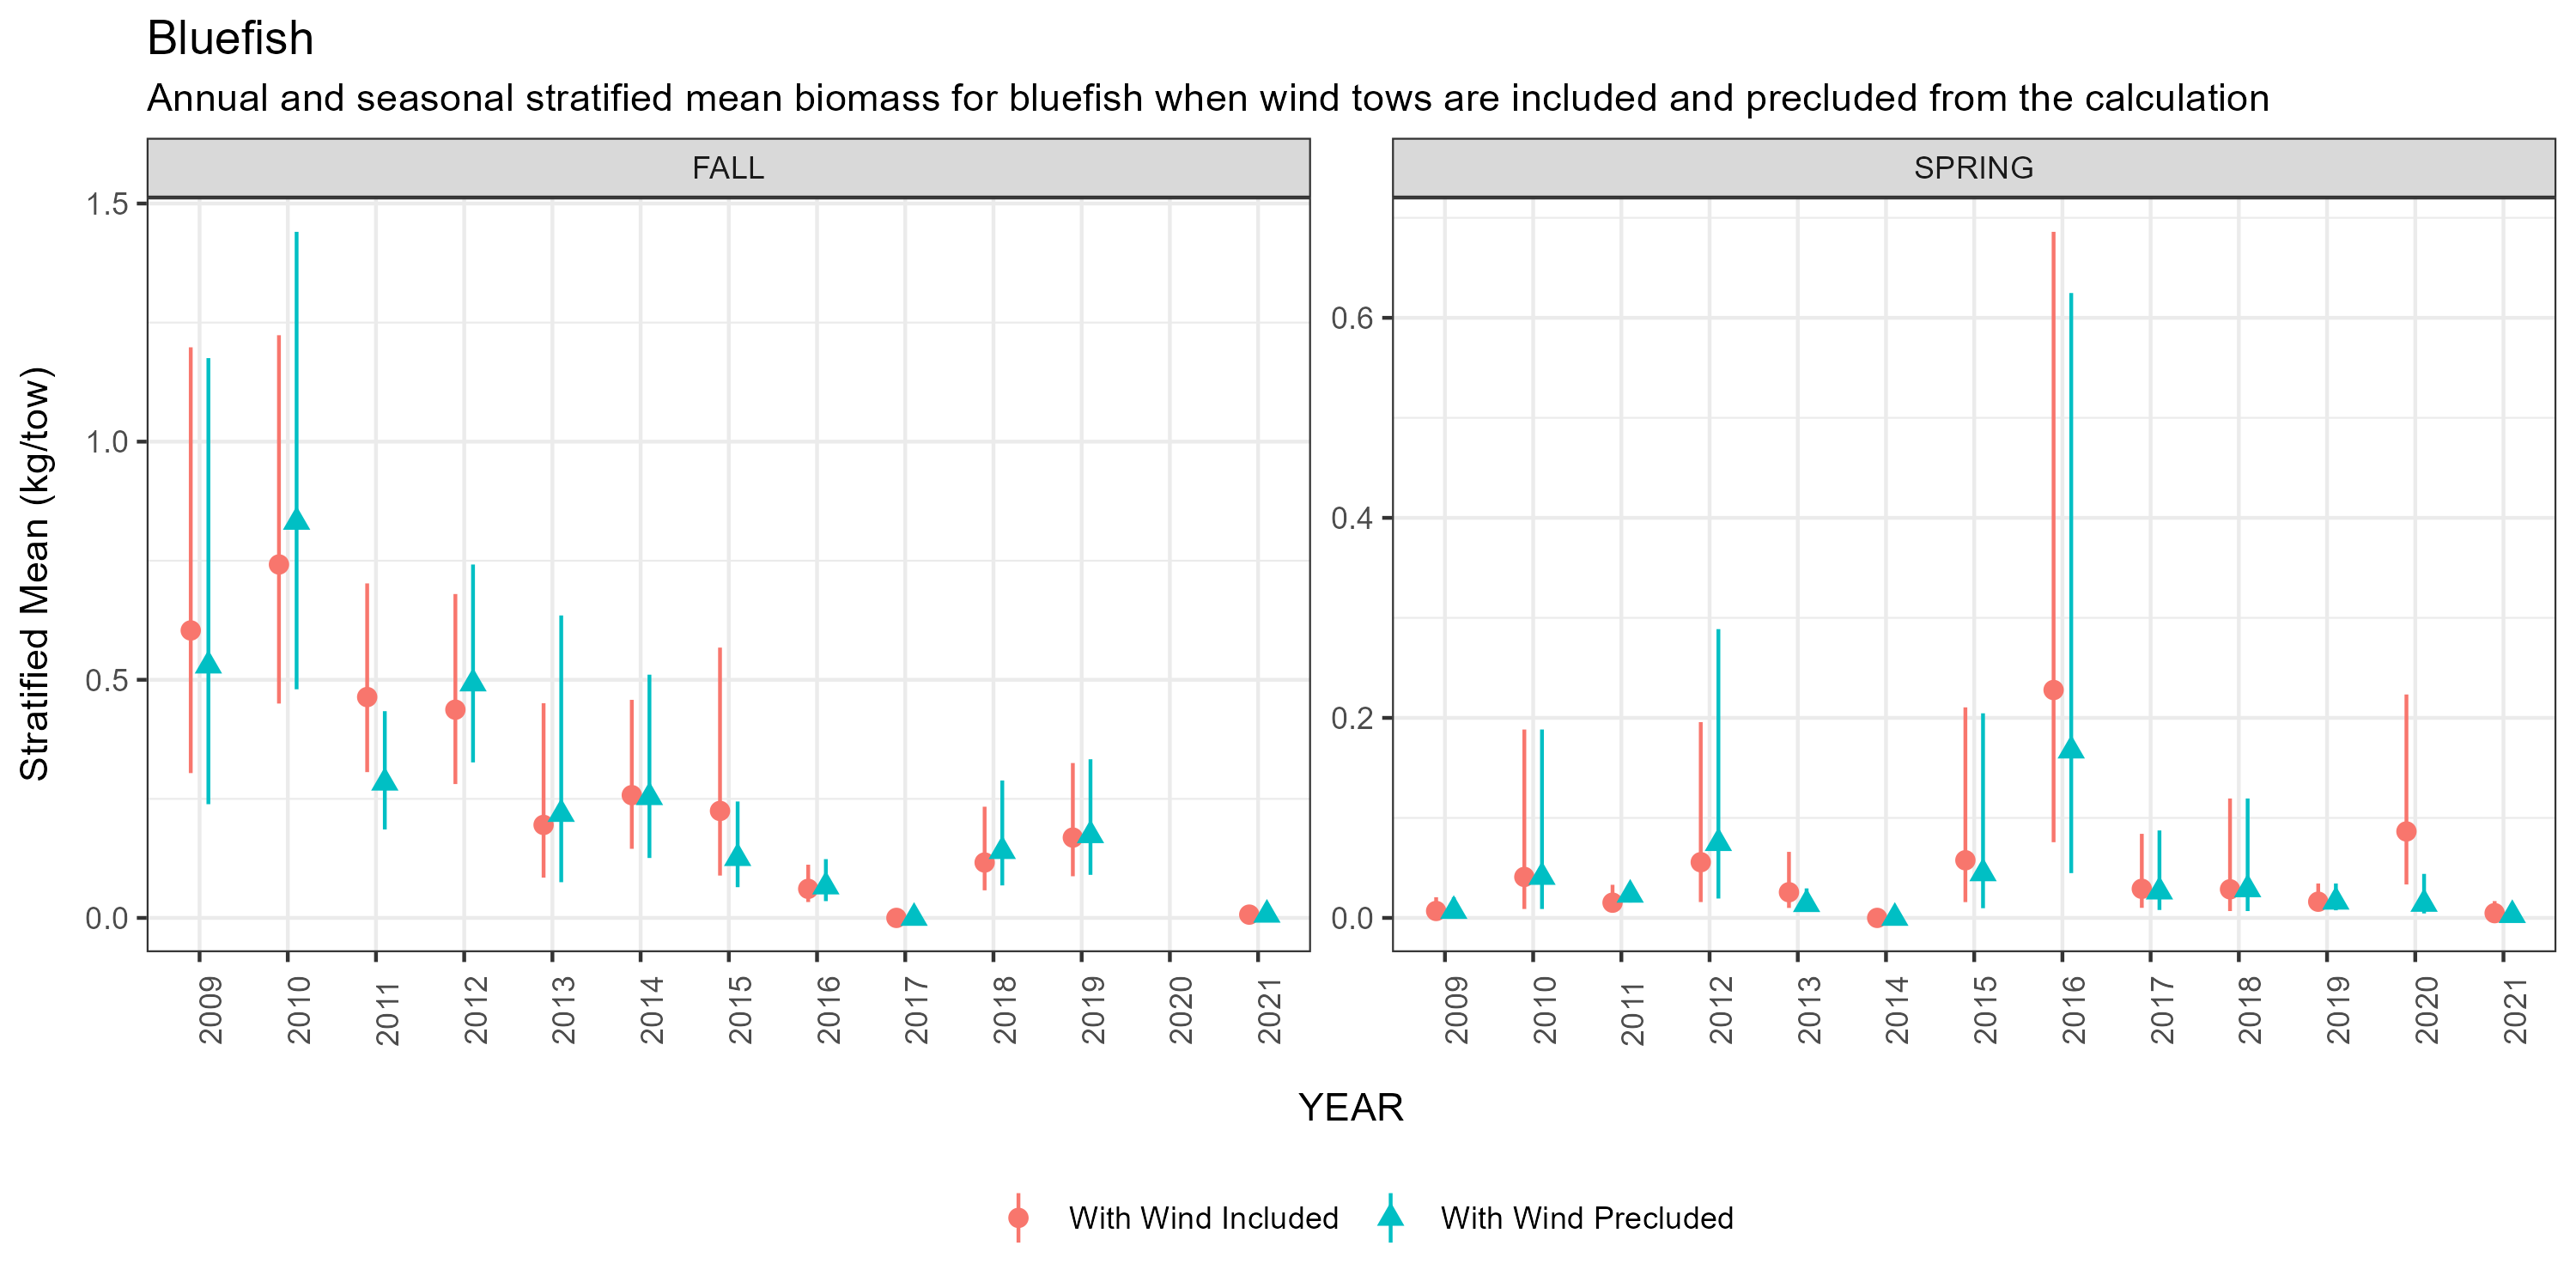 Bluefish
Annual and seasonal stratified mean biomass for bluefish when wind tows are included and precluded from the calculation
FALL
SPRING
Stratified Mean (kg/tow)
1.5
1.0
0.5
0.0
0.6
0.4
0.2
0.0
2009 2010 2011 2012 2013 2014 2015 2016 2017 2018 2019 2020 2021
2009 2010 2011 2012 2013 2014 2015 2016 2017 2018 2019 2020 2021
YEAR
With Wind Included
With Wind Precluded